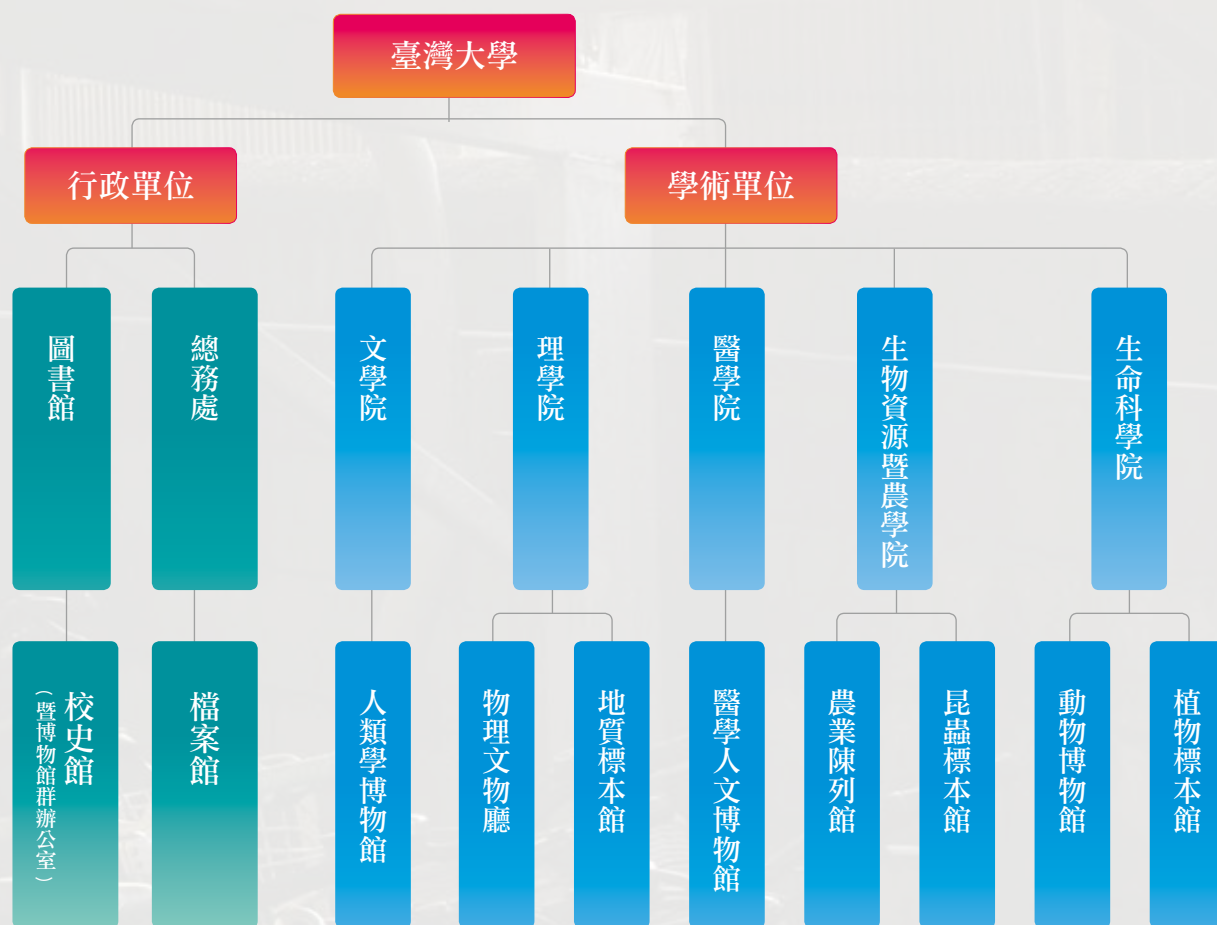 臺灣大學
行政單位
學術單位
圖書館
總務處
文學院
理學院
醫學院
生物資源暨農學院
生命科學院
校史館
（暨博物館群辦公室）
檔案館
人類學博物館
物理文物廳
地質標本館
醫學人文博物館
農業陳列館
昆蟲標本館
動物博物館
植物標本館